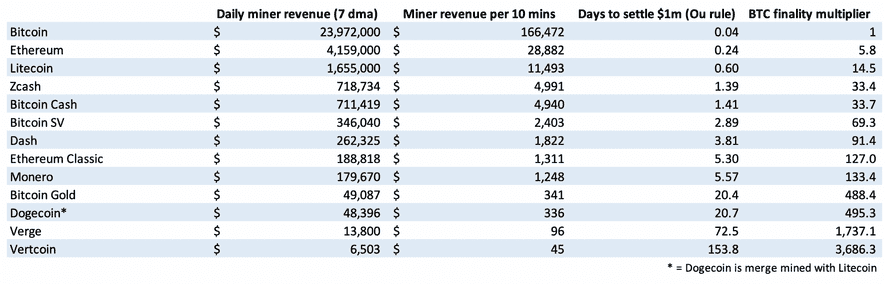 Daily miner revenue (7 dma) Miner revenue per 10 mins Days to settle $1m (Ou rule) BTC finality multiplier
Bitcoin $ 23,972,000 $ 166,472 0.04 1
Ethereum $ 4,159,000 $ 28,882 0.24 5.8
Litecoin $ 1,655,000 $ 11,493 0.60 14.5
Zcash $ 718,734 $ 4,991 1.39 33.4
Bitcoin Cash $ 711,419 $ 4,940 1.41 33.7
Bitcoin SV $ 346,040 $ 2,403 2.89 69.3
Dash $ 262,325 $ 1,822 3.81 91.4
Ethereum Classic $ 188,818 $ 1,311 5.30 127.0
Monero $ 179,670 $ 1,248 5.57 133.4
Bitcoin Gold $ 49,087 $ 341 20.4 488.4
Dogecoin* $ 48,396 $ 336 20.7 495.3
Verge $ 13,800 $ 96 72.5 1,737.1
Vertcoin $ 6,503 $ 45 153.8 3,686.3
* = Dogecoin is merge mined with Litecoin